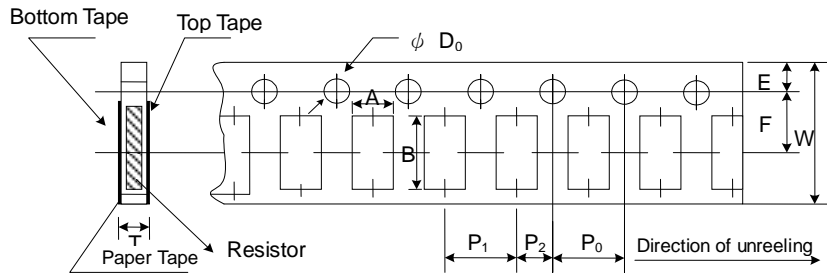 Bottom Tape
Top Tape
ϕ D₀
A
E
F
W
B
T
Paper Tape
Resistor
P₁
P₂
P₀
Direction of unreeling